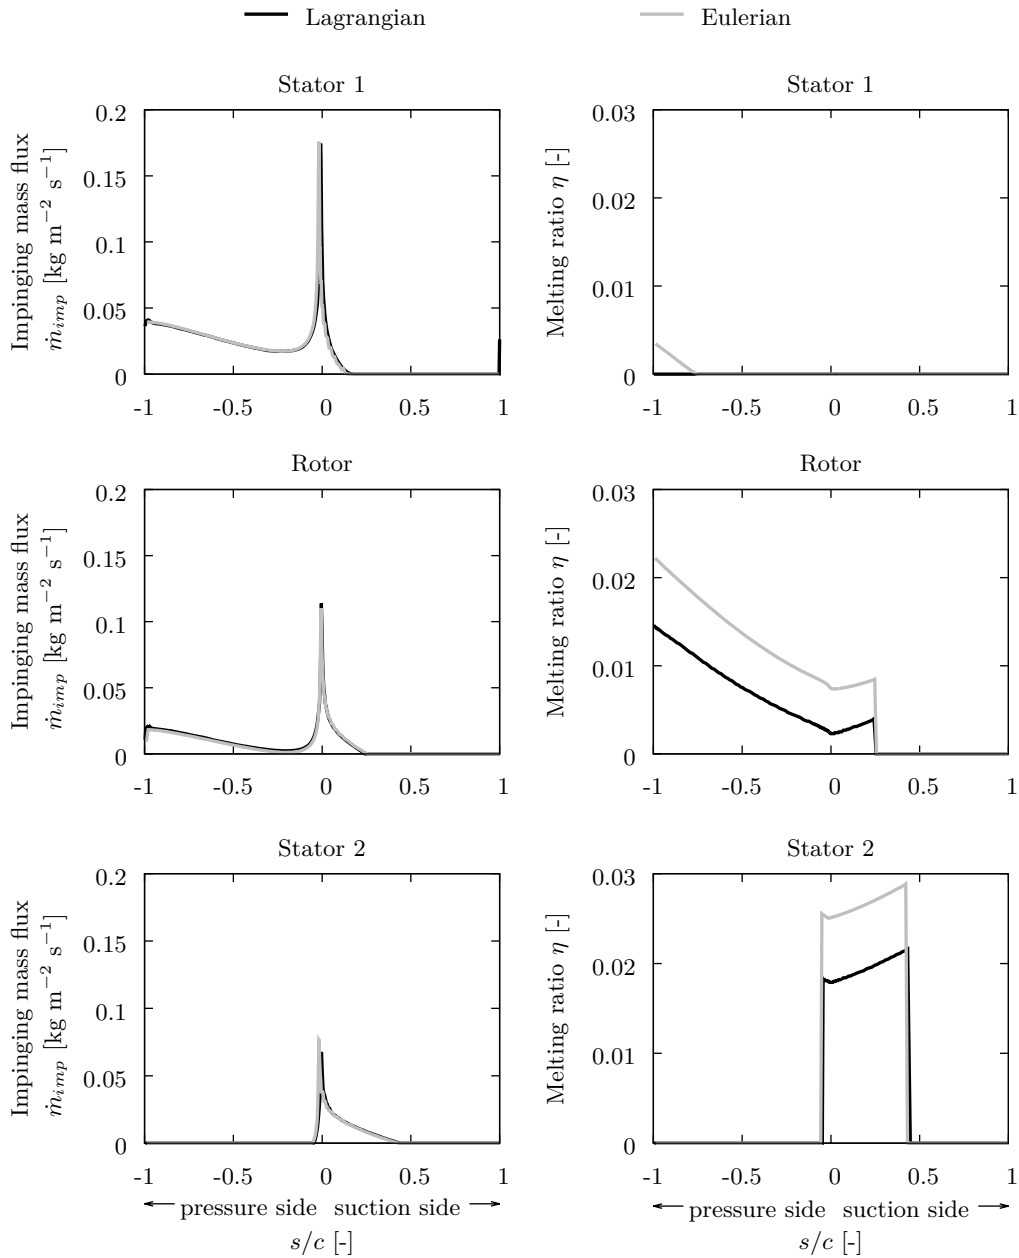 Lagrangian Eulerian
Stator 1
Impinging mass flux
ṁ_imp [kg m⁻² s⁻¹]
0.2
0.15
0.1
0.05
0
-1 -0.5 0 0.5 1
Stator 1
Melting ratio η [-]
0.03
0.02
0.01
0
-1 -0.5 0 0.5 1
Rotor
Impinging mass flux
ṁ_imp [kg m⁻² s⁻¹]
0.2
0.15
0.1
0.05
0
-1 -0.5 0 0.5 1
Rotor
Melting ratio η [-]
0.03
0.02
0.01
0
-1 -0.5 0 0.5 1
Stator 2
Impinging mass flux
ṁ_imp [kg m⁻² s⁻¹]
0.2
0.15
0.1
0.05
0
-1 -0.5 0 0.5 1
pressure side suction side
s/c [-]
Stator 2
Melting ratio η [-]
0.03
0.02
0.01
0
-1 -0.5 0 0.5 1
pressure side suction side
s/c [-]